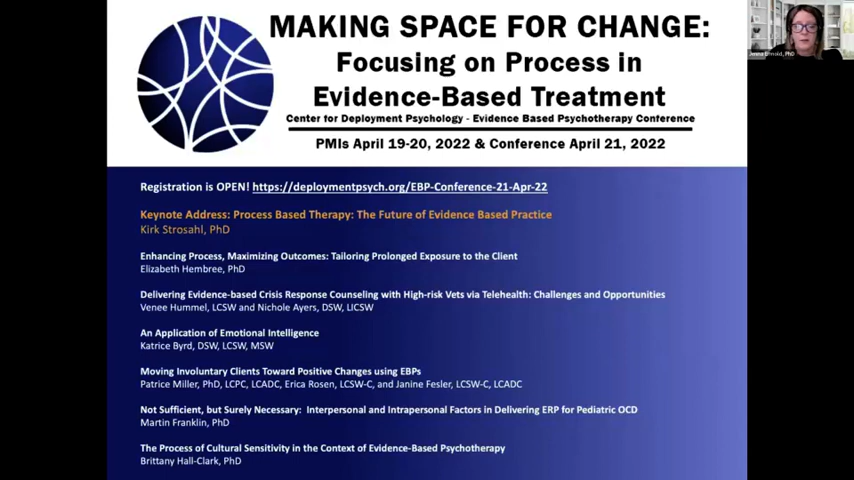 MAKING SPACE FOR CHANGE:
Focusing on Process in
Evidence-Based Treatment
Center for Deployment Psychology - Evidence Based Psychotherapy Conference
PMIs April 19-20, 2022 & Conference April 21, 2022
Registration is OPEN! https://deploymentpsych.org/EBP-Conference-21-Apr-22
Keynote Address: Process Based Therapy: The Future of Evidence Based Practice
Kirk Strosahl, PhD
Enhancing Process, Maximizing Outcomes: Tailoring Prolonged Exposure to the Client
Elizabeth Hembree, PhD
Delivering Evidence-based Crisis Response Counseling with High-risk Vets via Telehealth: Challenges and Opportunities
Venee Hummel, LCSW and Nichole Ayers, DSW, LICSW
An Application of Emotional Intelligence
Katrice Byrd, DSW, LCSW, MSW
Moving Involuntary Clients Toward Positive Changes using EBPs
Patrice Miller, PhD, LCPC, LCADC, Erica Rosen, LCSW-C, and Janine Fesler, LCSW-C, LCADC
Not Sufficient, but Surely Necessary: Interpersonal and Intrapersonal Factors in Delivering ERP for Pediatric OCD
Martin Franklin, PhD
The Process of Cultural Sensitivity in the Context of Evidence-Based Psychotherapy
Brittany Hall-Clark, PhD